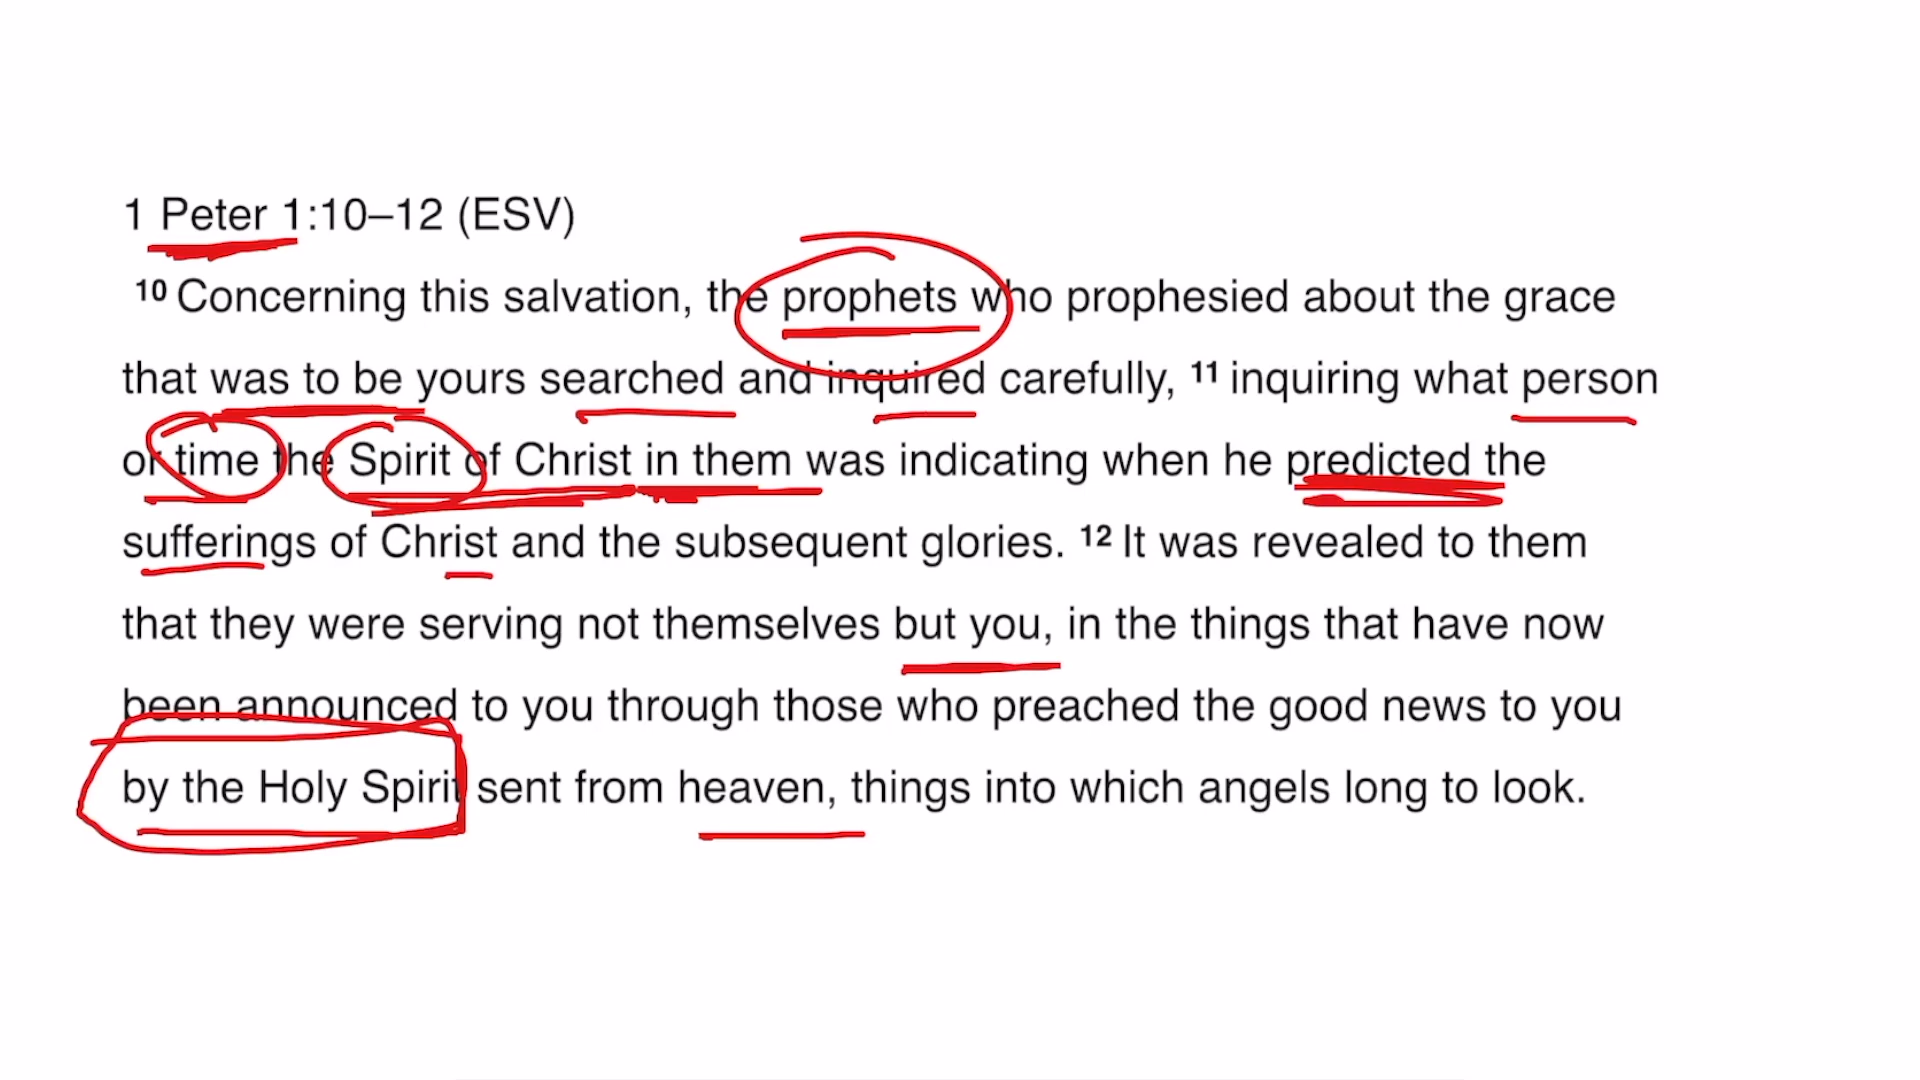 1 Peter 1:10–12 (ESV)
10 Concerning this salvation, the prophets who prophesied about the grace
that was to be yours searched and inquired carefully, 11 inquiring what person
or time the Spirit of Christ in them was indicating when he predicted the
sufferings of Christ and the subsequent glories. 12 It was revealed to them
that they were serving not themselves but you, in the things that have now
been announced to you through those who preached the good news to you
by the Holy Spirit sent from heaven, things into which angels long to look.